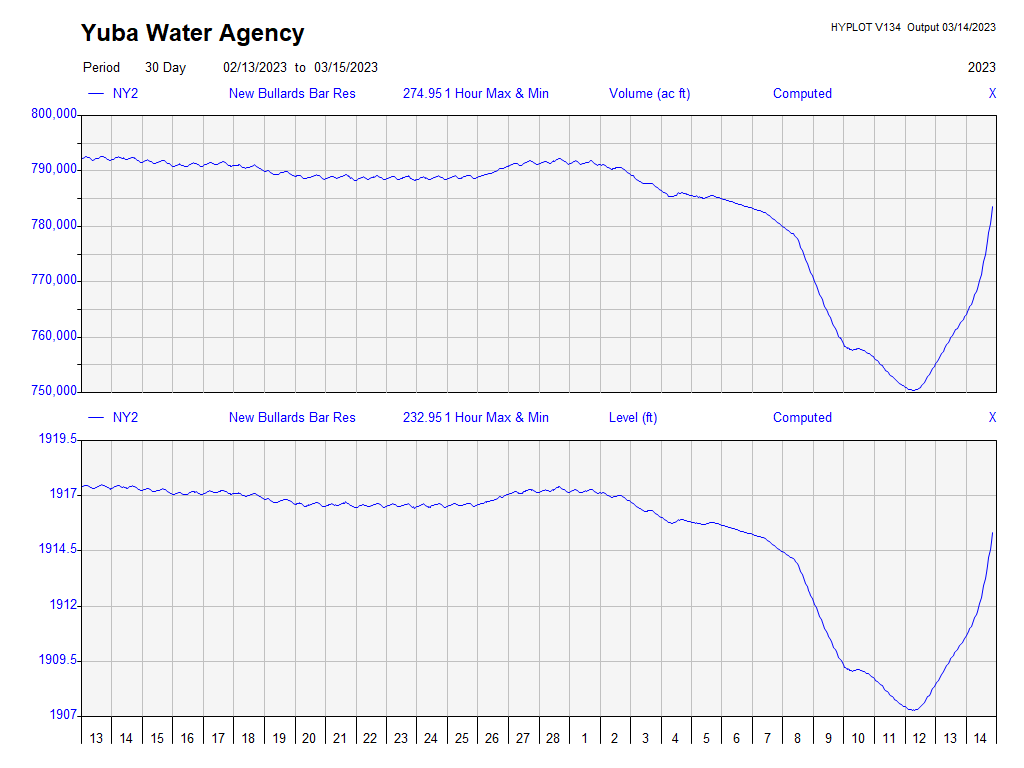 Yuba Water Agency
HYPLOT V134 Output 03/14/2023
Period 30 Day 02/13/2023 to 03/15/2023 2023
NY2 New Bullards Bar Res 274.95 1 Hour Max & Min Volume (ac ft) Computed X
800,000
790,000
780,000
770,000
760,000
750,000
NY2 New Bullards Bar Res 232.95 1 Hour Max & Min Level (ft) Computed X
1919.5
1917
1914.5
1912
1909.5
1907
13 14 15 16 17 18 19 20 21 22 23 24 25 26 27 28 1 2 3 4 5 6 7 8 9 10 11 12 13 14